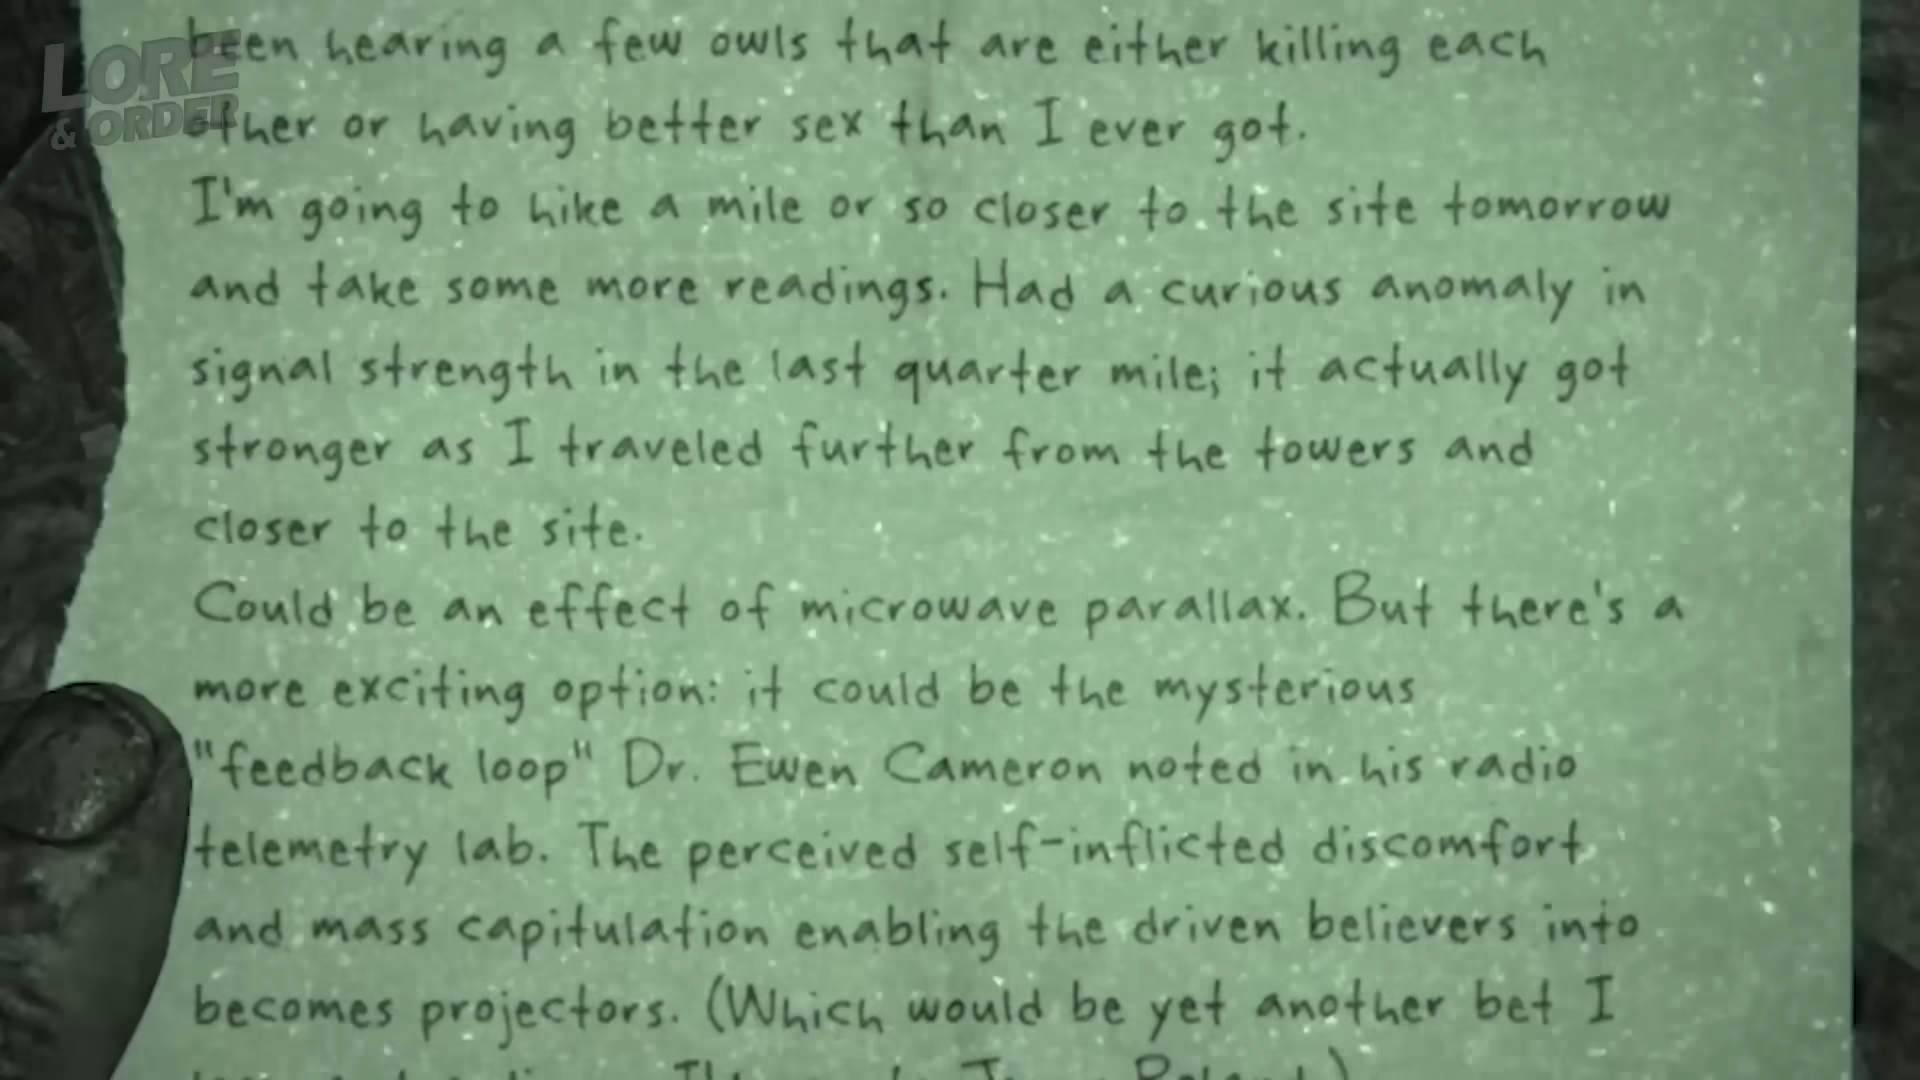 LORE
& ORDER
been hearing a few owls that are either killing each
other or having better sex than I ever got.
I'm going to hike a mile or so closer to the site tomorrow
and take some more readings. Had a curious anomaly in
signal strength in the last quarter mile; it actually got
stronger as I traveled further from the towers and
closer to the site.
Could be an effect of microwave parallax. But there's a
more exciting option: it could be the mysterious
"feedback loop" Dr. Ewen Cameron noted in his radio
telemetry lab. The perceived self-inflicted discomfort
and mass capitulation enabling the driven believers into
becomes projectors. (Which would be yet another bet I